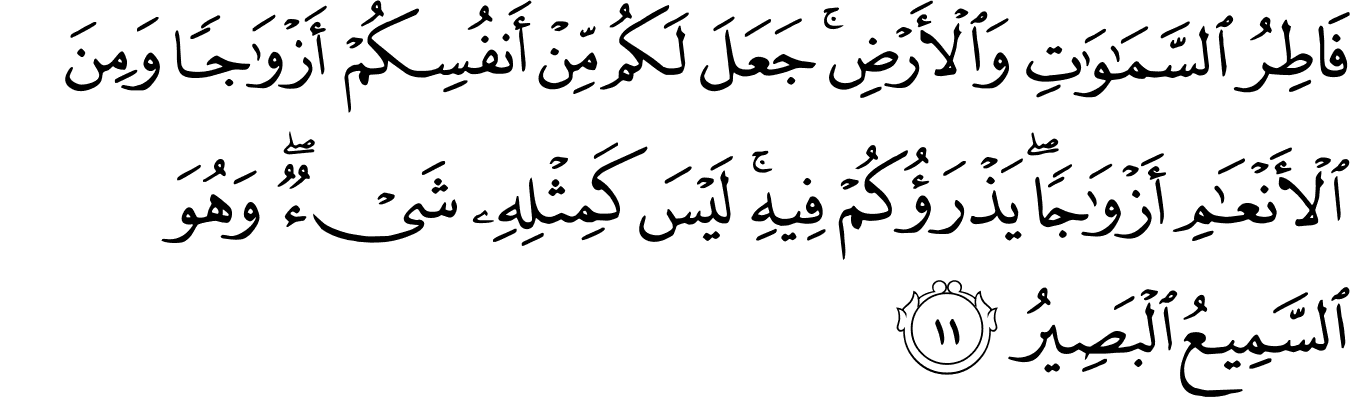 فَاطِرُ ٱلسَّمَـٰوَٰتِ وَٱلْأَرْضِ ۚ جَعَلَ لَكُم مِّنْ أَنفُسِكُمْ أَزْوَٰجًا وَمِنَ
ٱلْأَنْعَـٰمِ أَزْوَٰجًا ۖ يَذْرَؤُكُمْ فِيهِ ۚ لَيْسَ كَمِثْلِهِۦ شَىْءٌ ۖ وَهُوَ
ٱلسَّمِيعُ ٱلْبَصِيرُ ١١